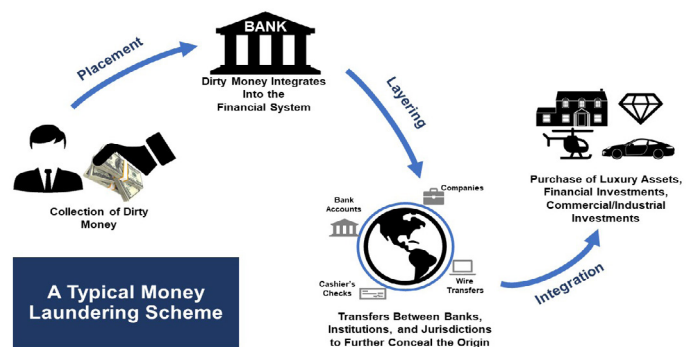 Placement
BANK
Dirty Money Integrates
Into the
Financial System
Layering
Collection of Dirty
Money
Bank
Accounts
Companies
Cashier's
Checks
Wire
Transfers
Transfers Between Banks,
Institutions, and Jurisdictions
to Further Conceal the Origin
Integration
Purchase of Luxury Assets,
Financial Investments,
Commercial/Industrial
Investments
A Typical Money
Laundering Scheme